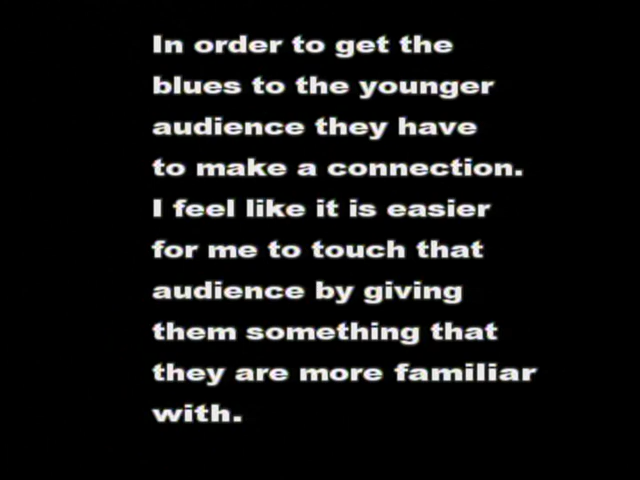 In order to get the
blues to the younger
audience they have
to make a connection.
I feel like it is easier
for me to touch that
audience by giving
them something that
they are more familiar
with.